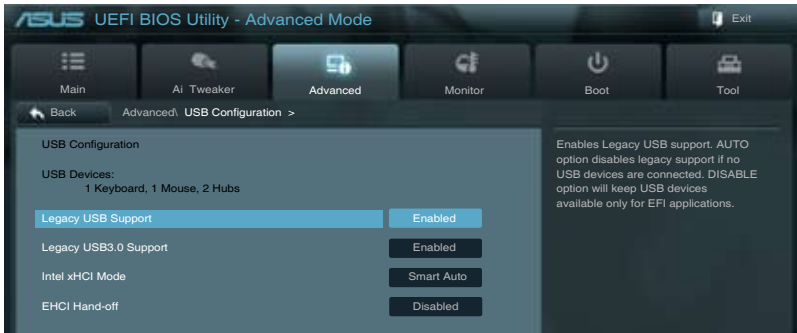 ASUS UEFI BIOS Utility - Advanced Mode
Exit
Main
Ai Tweaker
Advanced
Monitor
Boot
Tool
Back
Advanced\ USB Configuration >
USB Configuration
USB Devices:
1 Keyboard, 1 Mouse, 2 Hubs
Legacy USB Support Enabled
Legacy USB3.0 Support Enabled
Intel xHCI Mode Smart Auto
EHCI Hand-off Disabled
Enables Legacy USB support. AUTO
option disables legacy support if no
USB devices are connected. DISABLE
option will keep USB devices
available only for EFI applications.